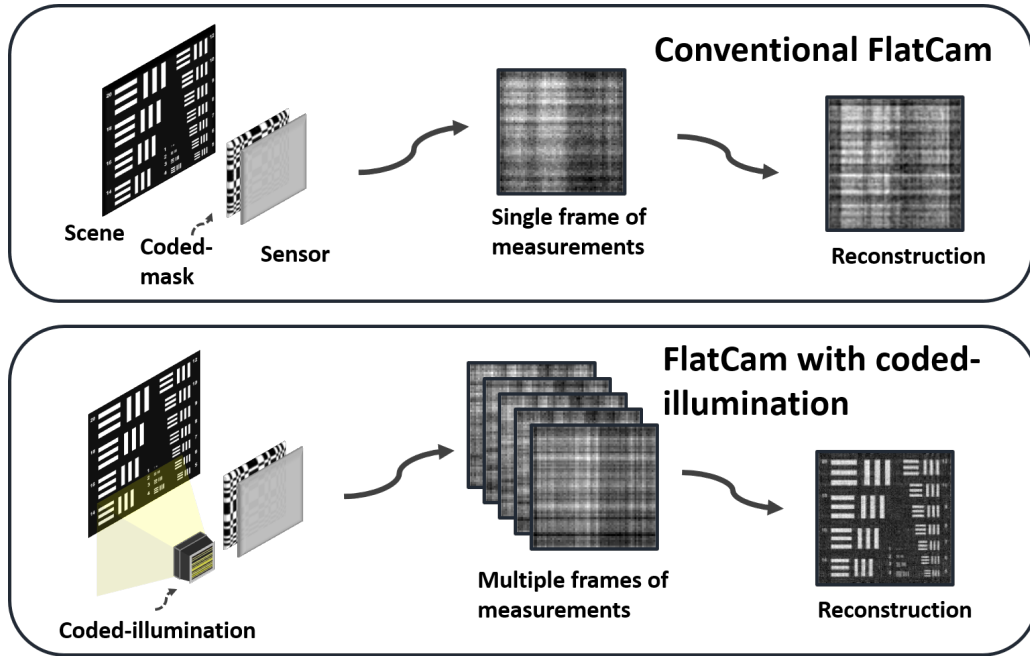 Conventional FlatCam
Scene
Coded-
mask
Sensor
Single frame of
measurements
Reconstruction
FlatCam with coded-
illumination
Coded-illumination
Multiple frames of
measurements
Reconstruction